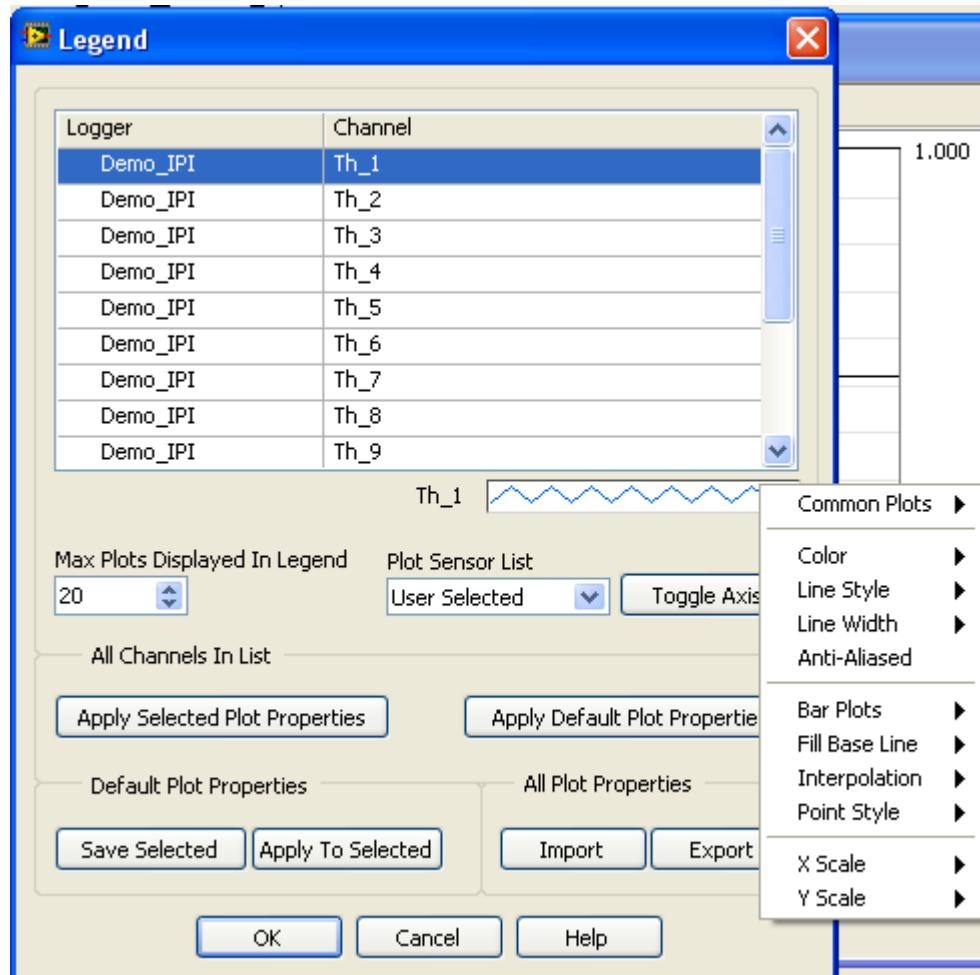 Legend
Logger Channel
Demo_IPI Th_1
Demo_IPI Th_2
Demo_IPI Th_3
Demo_IPI Th_4
Demo_IPI Th_5
Demo_IPI Th_6
Demo_IPI Th_7
Demo_IPI Th_8
Demo_IPI Th_9
1.000
Th_1
Max Plots Displayed In Legend
20
Plot Sensor List
User Selected
Toggle Axis
All Channels In List
Apply Selected Plot Properties
Apply Default Plot Propertie
Default Plot Properties
Save Selected
Apply To Selected
All Plot Properties
Import
Export
OK
Cancel
Help
Common Plots
Color
Line Style
Line Width
Anti-Aliased
Bar Plots
Fill Base Line
Interpolation
Point Style
X Scale
Y Scale